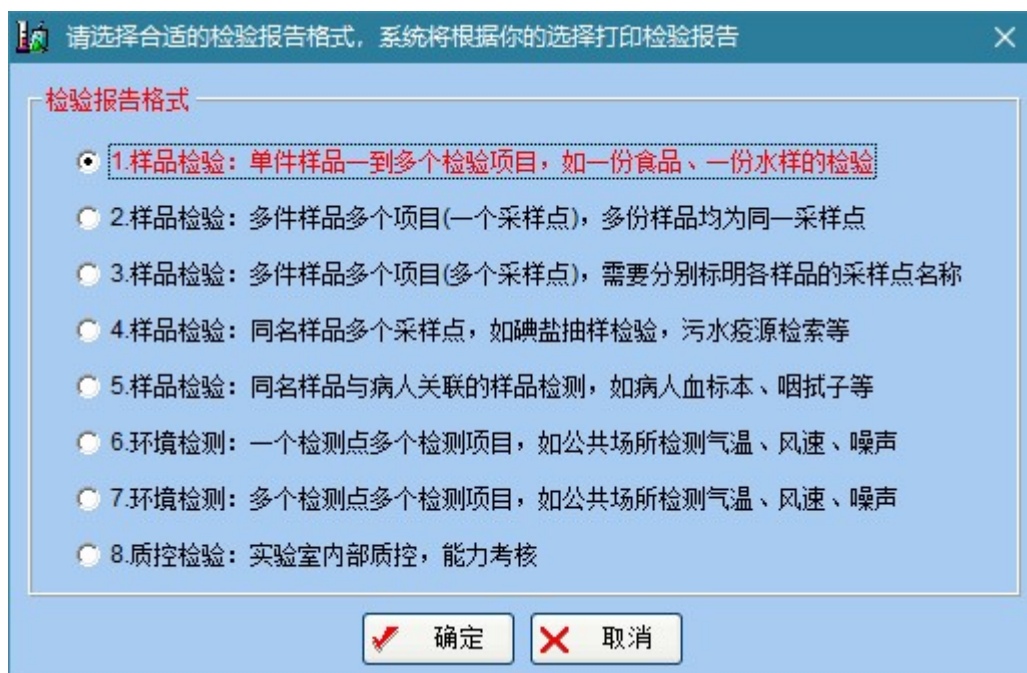 请选择合适的检验报告格式，系统将根据你的选择打印检验报告
检验报告格式
1.样品检验：单件样品一到多个检验项目，如一份食品、一份水样的检验
2.样品检验：多件样品多个项目(一个采样点)，多份样品均为同一采样点
3.样品检验：多件样品多个项目(多个采样点)，需要分别标明各样品的采样点名称
4.样品检验：同名样品多个采样点，如碘盐抽样检验，污水疫源检索等
5.样品检验：同名样品与病人关联的样品检测，如病人血标本、咽拭子等
6.环境检测：一个检测点多个检测项目，如公共场所检测气温、风速、噪声
7.环境检测：多个检测点多个检测项目，如公共场所检测气温、风速、噪声
8.质控检验：实验室内部质控，能力考核
确定 取消